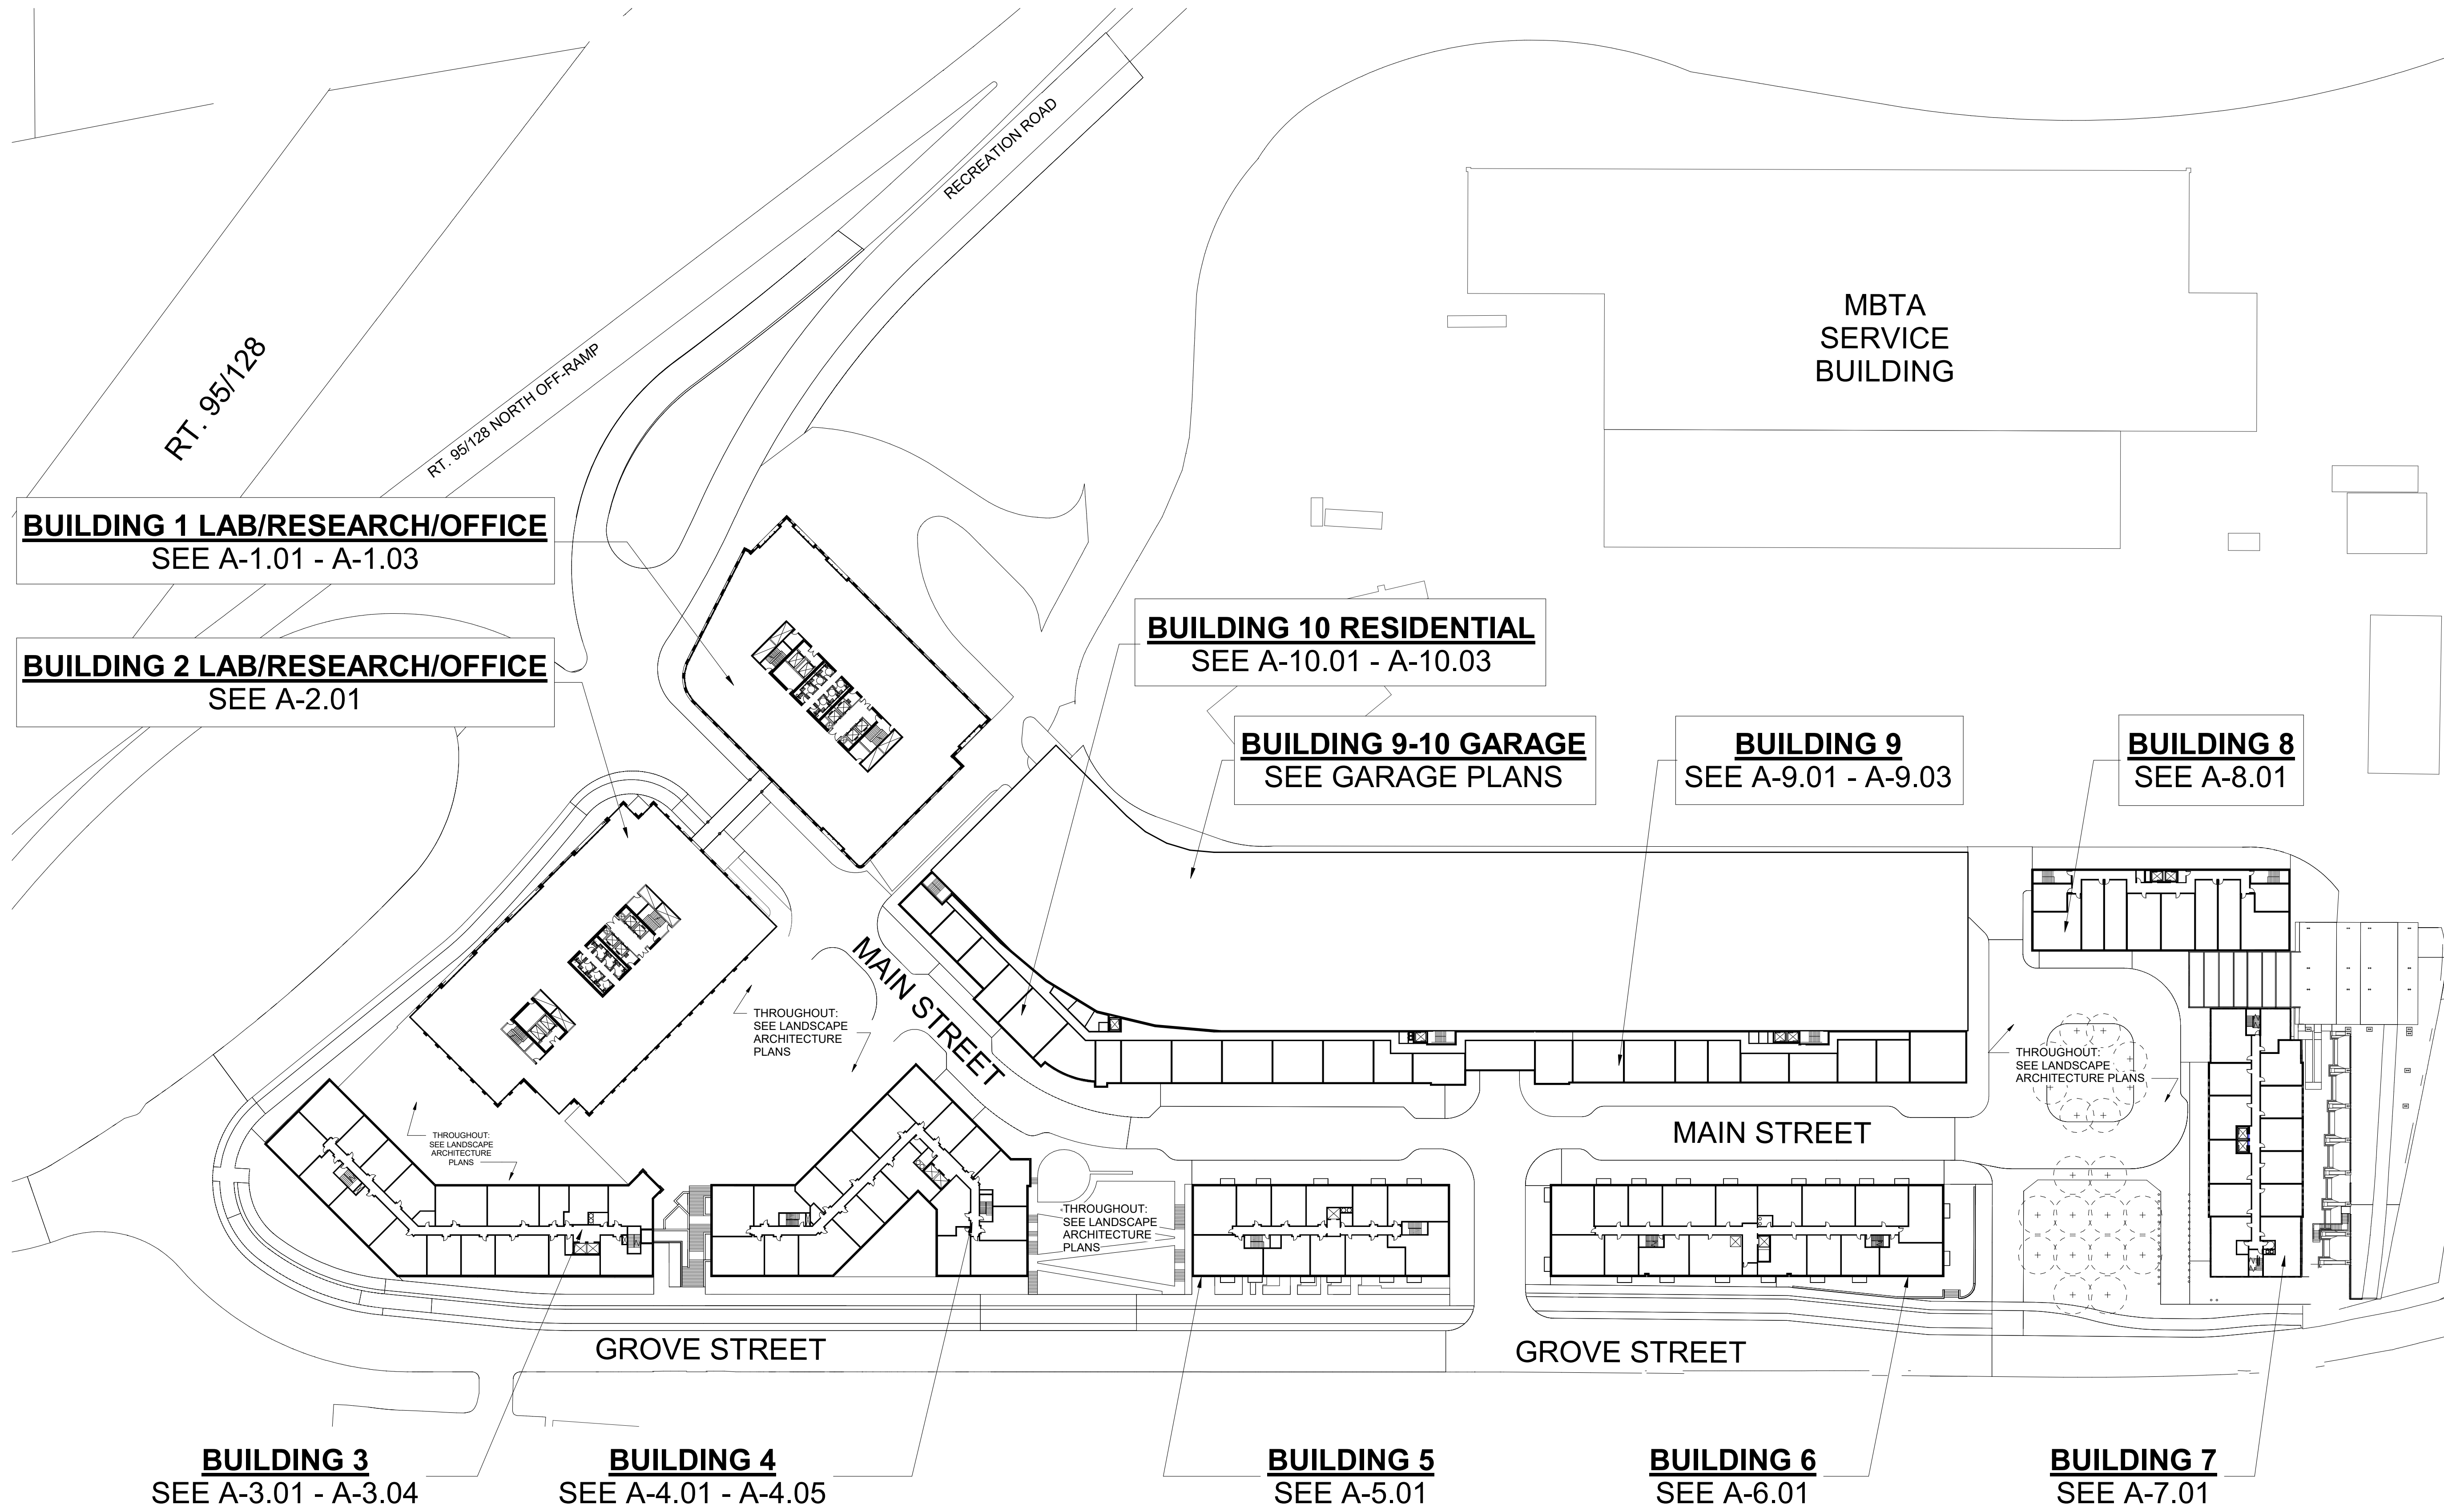 RECREATION ROAD
MBTA
SERVICE
BUILDING
RT. 95/128
RT. 95/128 NORTH OFF-RAMP
BUILDING 1 LAB/RESEARCH/OFFICE
SEE A-1.01 - A-1.03
BUILDING 10 RESIDENTIAL
SEE A-10.01 - A-10.03
BUILDING 2 LAB/RESEARCH/OFFICE
SEE A-2.01
BUILDING 9-10 GARAGE
SEE GARAGE PLANS
BUILDING 9
SEE A-9.01 - A-9.03
BUILDING 8
SEE A-8.01
MAIN STREET
THROUGHOUT:
SEE LANDSCAPE
ARCHITECTURE
PLANS
THROUGHOUT:
SEE LANDSCAPE
ARCHITECTURE PLANS
THROUGHOUT:
SEE LANDSCAPE
ARCHITECTURE
PLANS
MAIN STREET
THROUGHOUT:
SEE LANDSCAPE
ARCHITECTURE
PLANS
GROVE STREET
GROVE STREET
BUILDING 3
SEE A-3.01 - A-3.04
BUILDING 4
SEE A-4.01 - A-4.05
BUILDING 5
SEE A-5.01
BUILDING 6
SEE A-6.01
BUILDING 7
SEE A-7.01